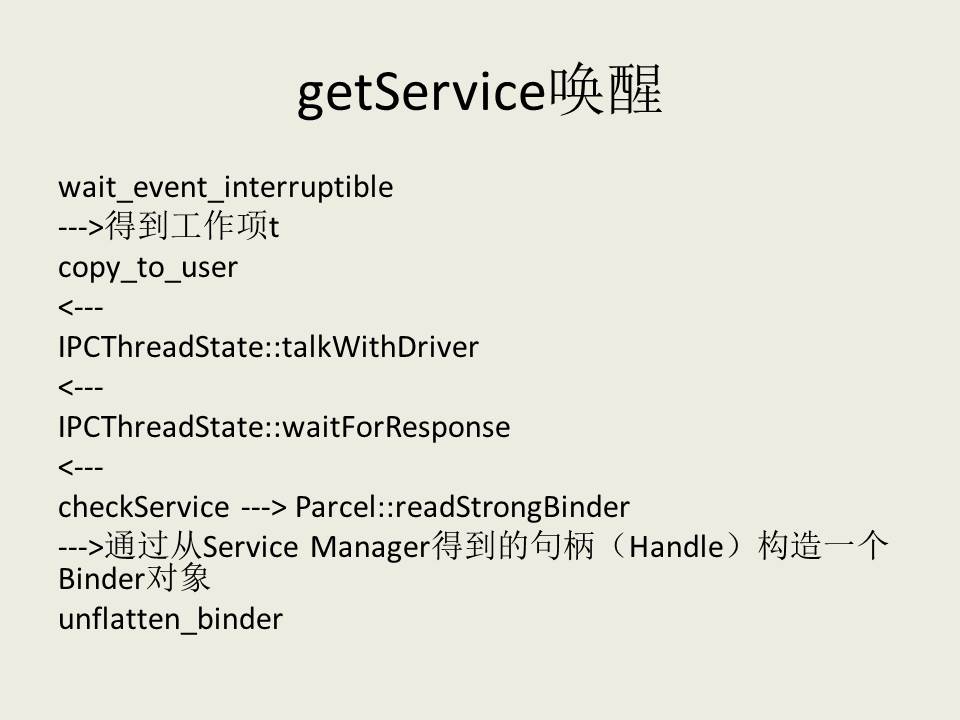 getService唤醒
wait_event_interruptible
--->得到工作项t
copy_to_user
<---
IPCThreadState::talkWithDriver
<---
IPCThreadState::waitForResponse
<---
checkService ---> Parcel::readStrongBinder
--->通过从Service Manager得到的句柄（Handle）构造一个
Binder对象
unflatten_binder